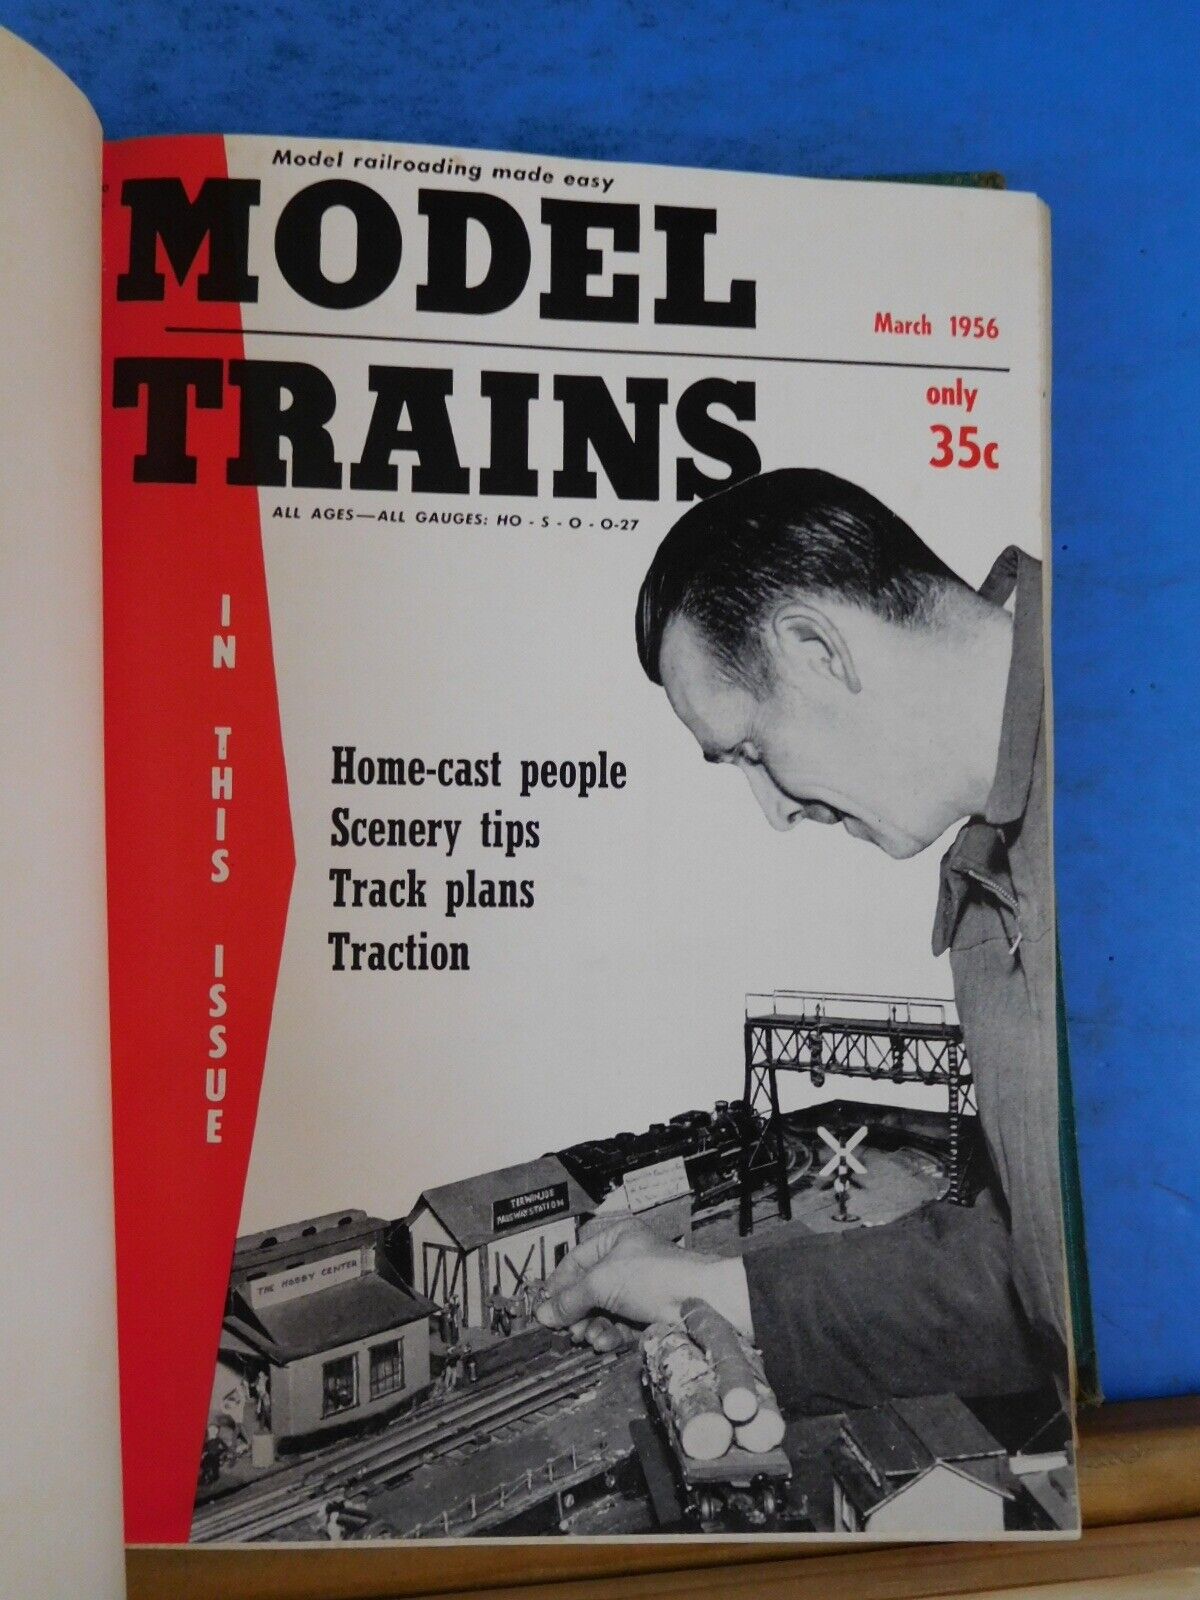 Model railroading made easy
MODEL
TRAINS
March 1956
only
35c
ALL AGES—ALL GAUGES: HO - S - O - O-27
IN THIS ISSUE
Home-cast people
Scenery tips
Track plans
Traction
TERWINJOE
RAILWAY STATION
THE HOBBY CENTER